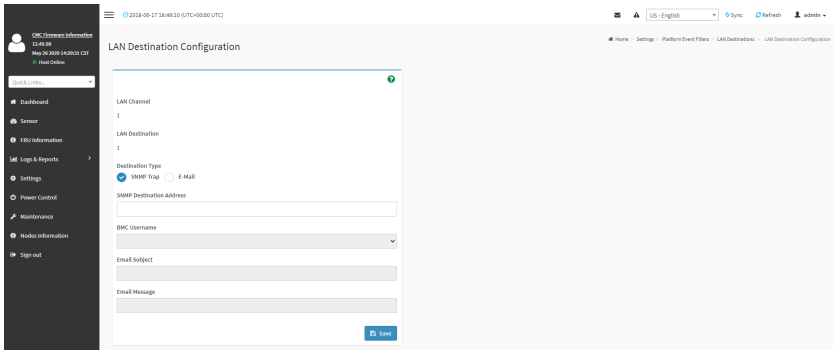 2018-06-17 18:49:10 (UTC+00:00 UTC)
US - English
Sync
Refresh
admin
CMC Firmware Information
12.40.98
May 26 2020 14:20:31 CST
Host Online
Quick Links..
Dashboard
Sensor
FRU Information
Logs & Reports
Settings
Power Control
Maintenance
Nodes Information
Sign out
LAN Destination Configuration
Home > Settings > Platform Event Filters > LAN Destinations > LAN Destination Configuration
LAN Channel
1
LAN Destination
1
Destination Type
SNMP Trap E-Mail
SNMP Destination Address
BMC Username
Email Subject
Email Message
Save